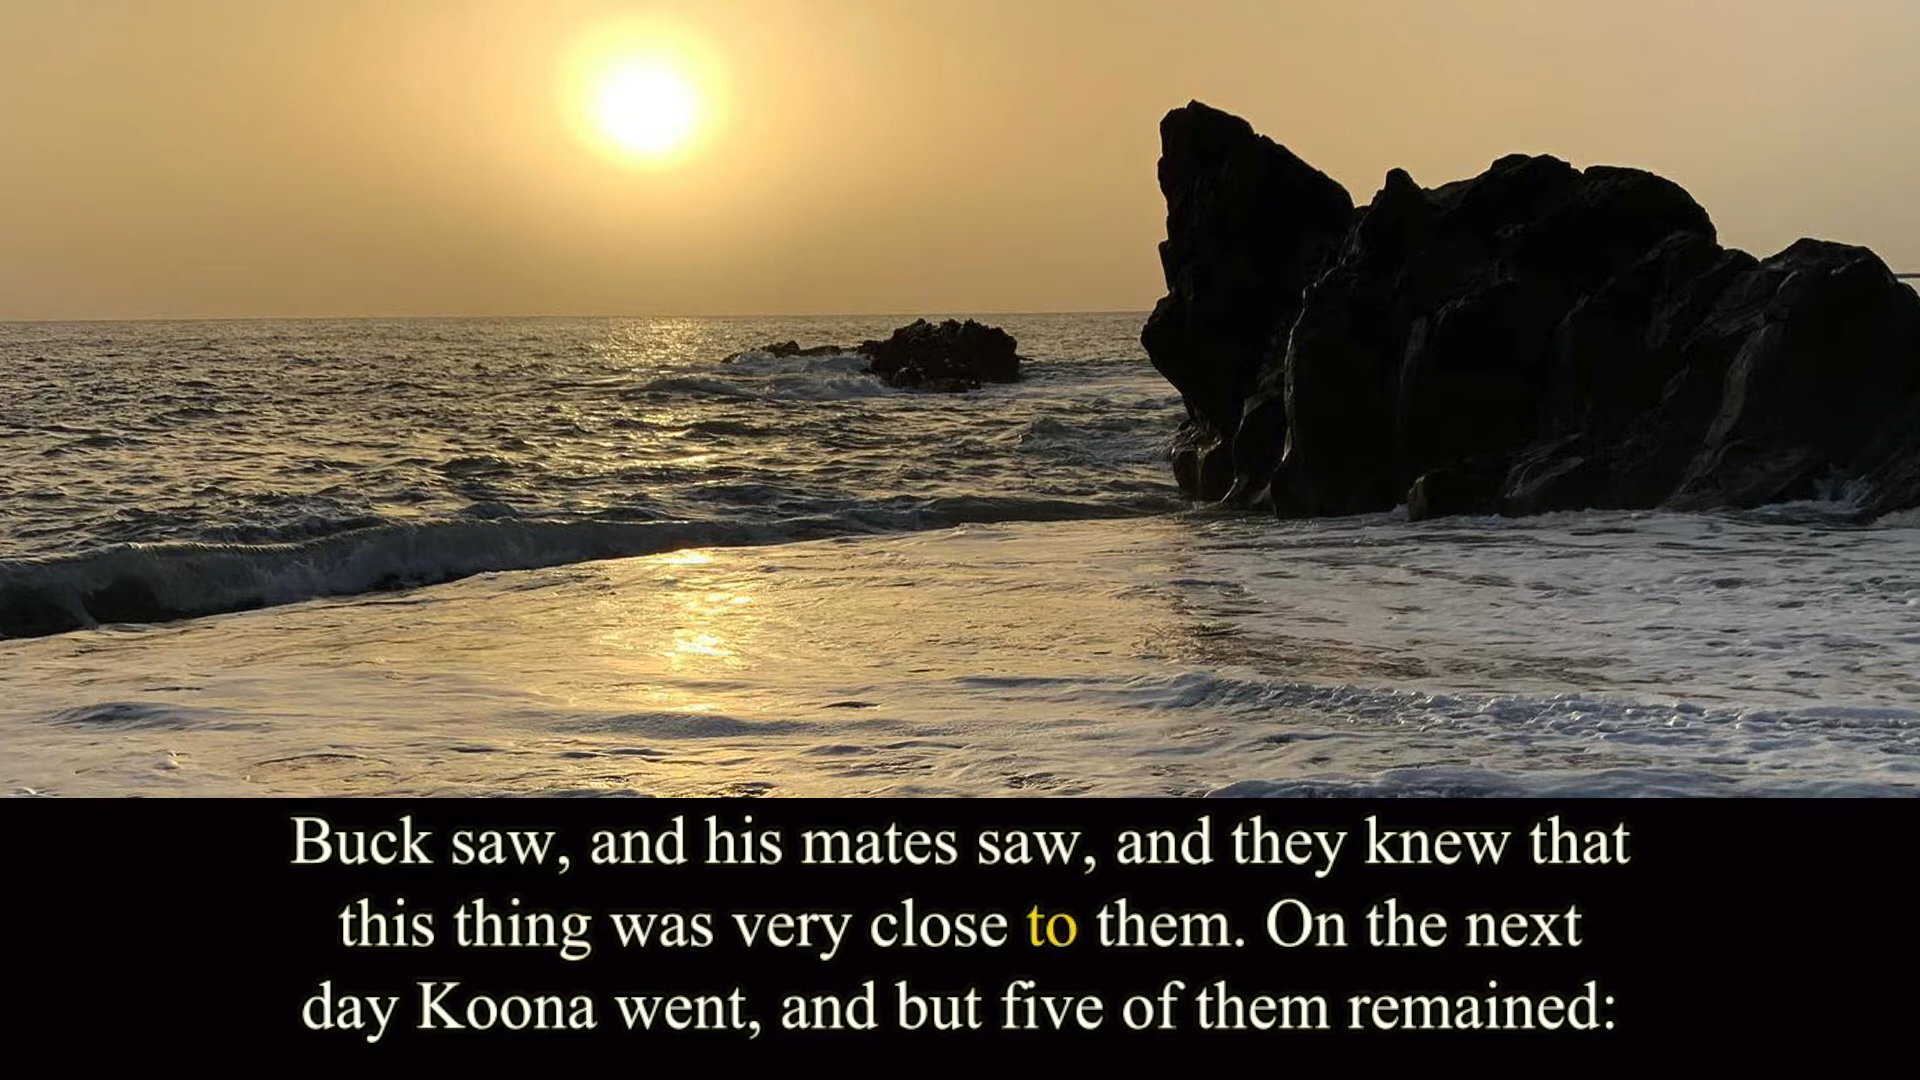 Buck saw, and his mates saw, and they knew that
this thing was very close to them. On the next
day Koona went, and but five of them remained: